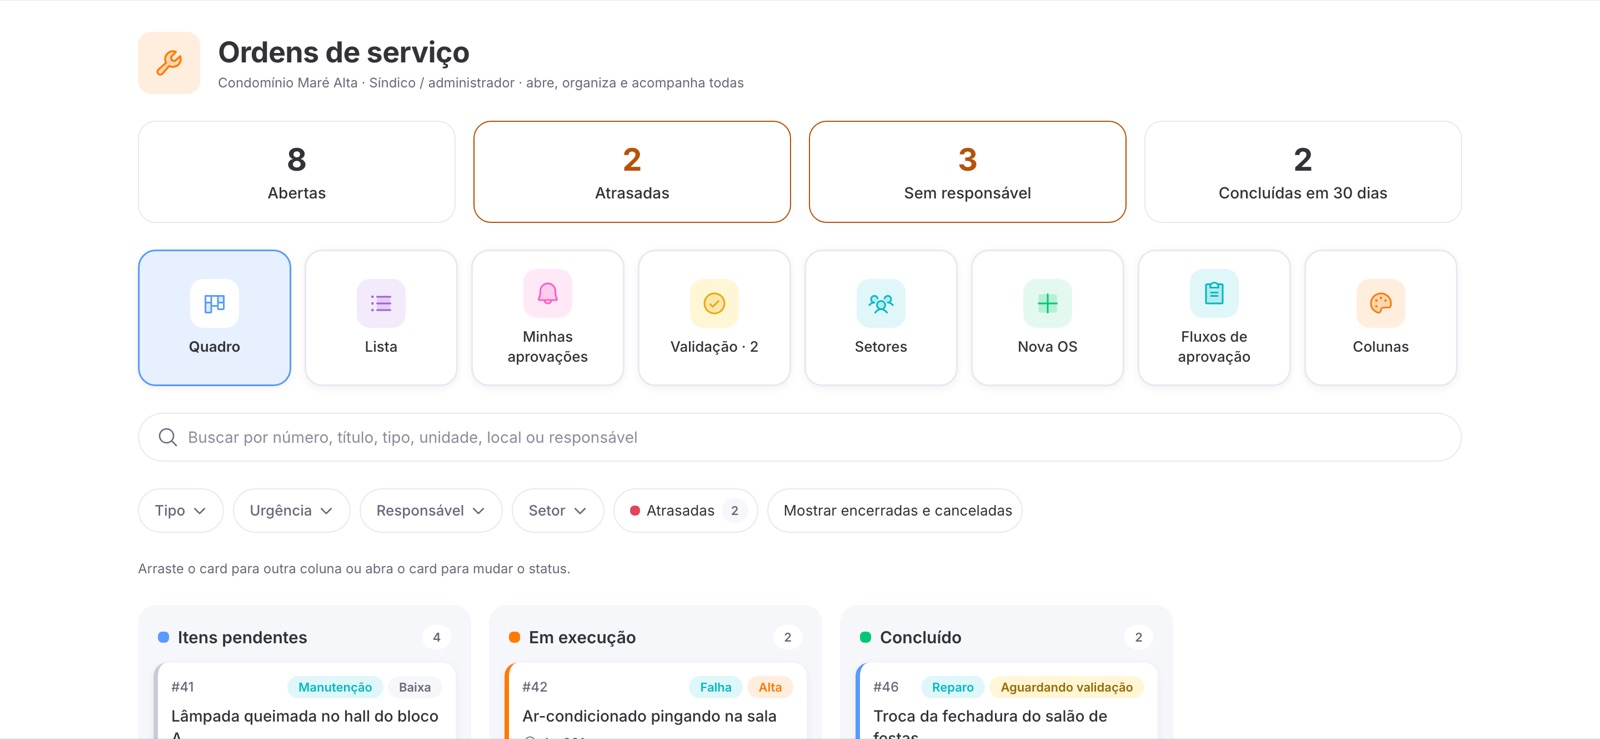 Ordens de serviço
Condomínio Maré Alta · Síndico / administrador · abre, organiza e acompanha todas
8
Abertas
2
Atrasadas
3
Sem responsável
2
Concluídas em 30 dias
Quadro
Lista
Minhas
aprovações
Validação · 2
Setores
Nova OS
Fluxos de
aprovação
Colunas
Buscar por número, título, tipo, unidade, local ou responsável
Tipo
Urgência
Responsável
Setor
Atrasadas 2
Mostrar encerradas e canceladas
Arraste o card para outra coluna ou abra o card para mudar o status.
Itens pendentes 4
#41 Manutenção Baixa
Lâmpada queimada no hall do bloco
A
Em execução 2
#42 Falha Alta
Ar-condicionado pingando na sala
Concluído 2
#46 Reparo Aguardando validação
Troca da fechadura do salão de
festas